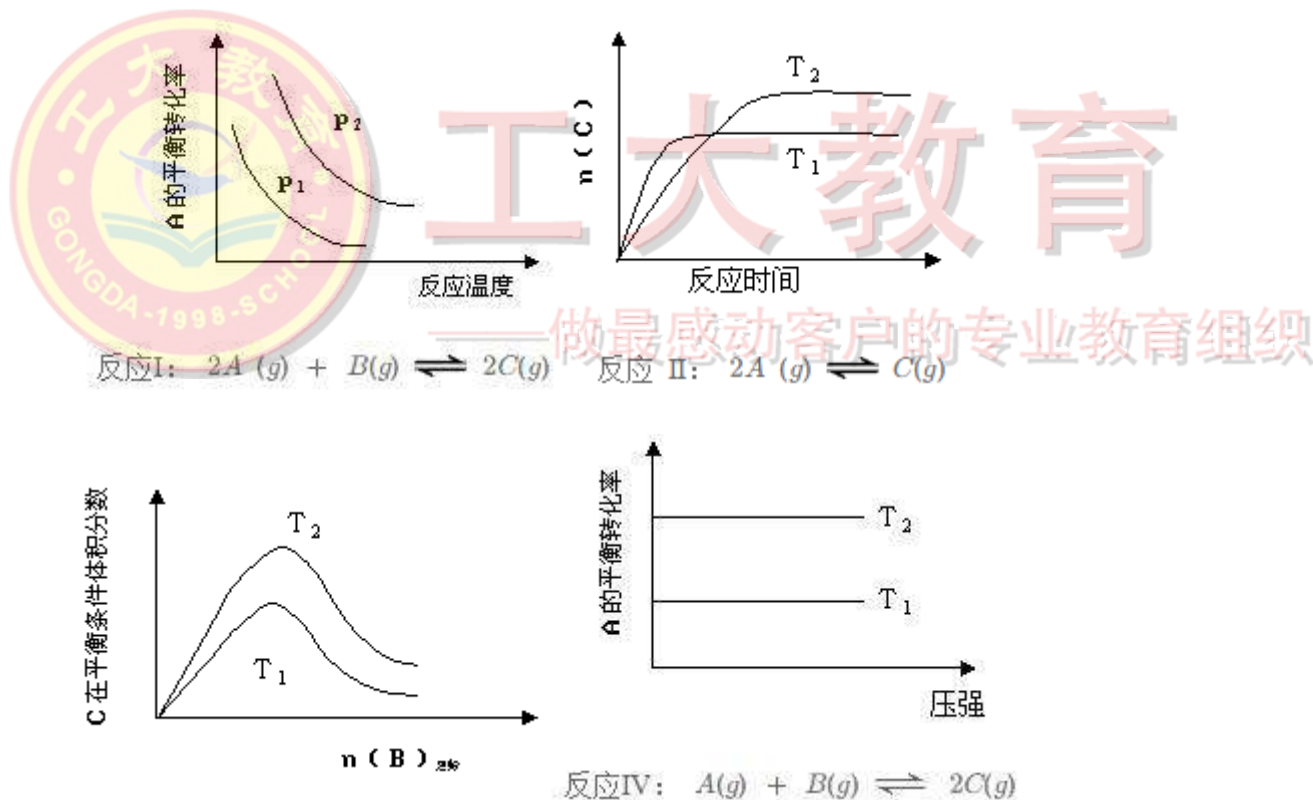 A的平衡转化率
p₂
p₁
反应温度
反应I: 2A (g) + B(g) ⇌ 2C(g)
n(C)
T₂
T₁
反应时间
反应 II: 2A (g) ⇌ C(g)
C在平衡条件体积分数
T₂
T₁
n(B)
A的平衡转化率
T₂
T₁
压强
反应IV: A(g) + B(g) ⇌ 2C(g)
工大教育
GONGDA-1998-SCHOOL
工大教育
——做最感动客户的专业教育组织